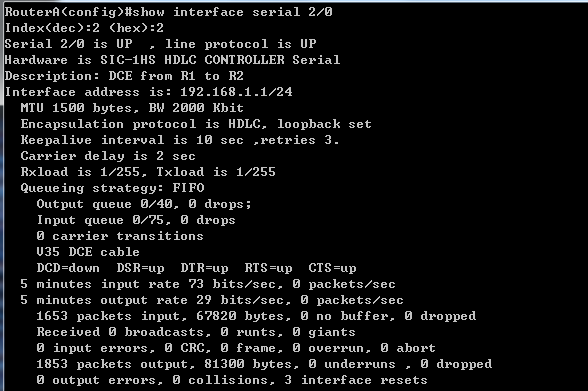 RouterA(config)#show interface serial 2/0
Index(dec):2 (hex):2
Serial 2/0 is UP  , line protocol is UP
Hardware is SIC-1HS HDLC CONTROLLER Serial
Description: DCE from R1 to R2
Interface address is: 192.168.1.1/24
  MTU 1500 bytes, BW 2000 Kbit
  Encapsulation protocol is HDLC, loopback set
  Keepalive interval is 10 sec ,retries 3.
  Carrier delay is 2 sec
  Rxload is 1/255, Txload is 1/255
  Queueing strategy: FIFO
    Output queue 0/40, 0 drops;
    Input queue 0/75, 0 drops
    0 carrier transitions
    V35 DCE cable
    DCD=down  DSR=up  DTR=up  RTS=up  CTS=up
  5 minutes input rate 73 bits/sec, 0 packets/sec
  5 minutes output rate 29 bits/sec, 0 packets/sec
    1653 packets input, 67820 bytes, 0 no buffer, 0 dropped
    Received 0 broadcasts, 0 runts, 0 giants
    0 input errors, 0 CRC, 0 frame, 0 overrun, 0 abort
    1853 packets output, 81300 bytes, 0 underruns , 0 dropped
    0 output errors, 0 collisions, 3 interface resets